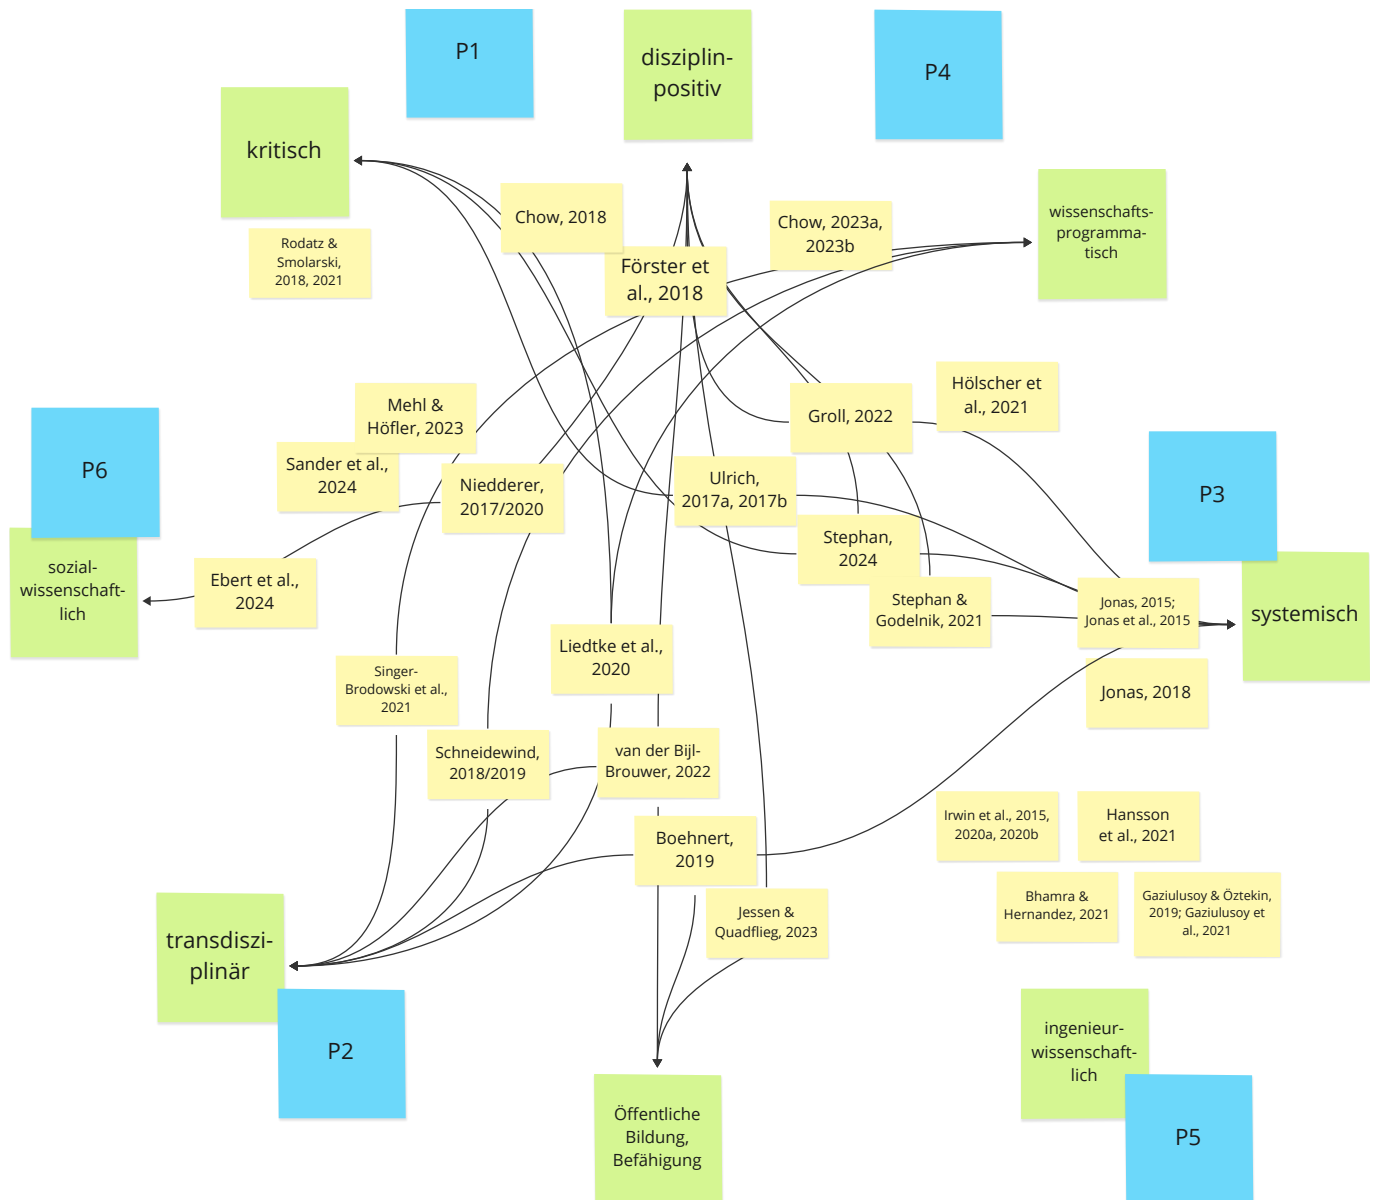 P1
disziplin-
positiv
P4
kritisch
Chow, 2018
Chow, 2023a,
2023b
wissenschafts-
programma-
tisch
Rodatz &
Smolarski,
2018, 2021
Förster et
al., 2018
Mehl &
Höfler, 2023
Groll, 2022
Hölscher et
al., 2021
P6
Sander et al.,
2024
Niedderer,
2017/2020
Ulrich,
2017a, 2017b
P3
sozial-
wissenschaft-
lich
Ebert et al.,
2024
Stephan,
2024
Stephan &
Godelnik, 2021
Jonas, 2015;
Jonas et al., 2015
systemisch
Singer-
Brodowski et al.,
2021
Liedtke et al.,
2020
Jonas, 2018
Schneidewind,
2018/2019
van der Bijl-
Brouwer, 2022
Boehnert,
2019
Irwin et al., 2015,
2020a, 2020b
Hansson
et al., 2021
transdiszi-
plinär
Jessen &
Quadflieg, 2023
Bhamra &
Hernandez, 2021
Gaziulusoy & Öztekin,
2019; Gaziulusoy et
al., 2021
P2
ingenieur-
wissenschaft-
lich
Öffentliche
Bildung,
Befähigung
P5